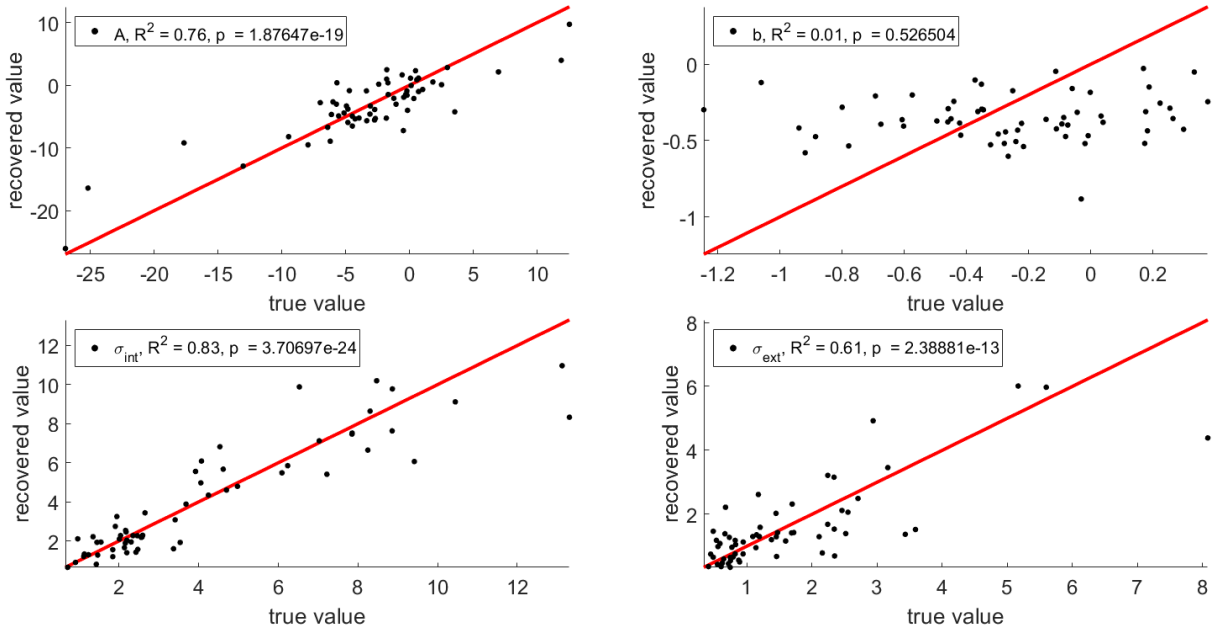 A, R² = 0.76, p = 1.87647e-19
10
0
-10
-20
recovered value
-25 -20 -15 -10 -5 0 5 10
true value
b, R² = 0.01, p = 0.526504
0
-0.5
-1
recovered value
-1.2 -1 -0.8 -0.6 -0.4 -0.2 0 0.2
true value
σ_int, R² = 0.83, p = 3.70697e-24
12
10
8
6
4
2
recovered value
2 4 6 8 10 12
true value
σ_ext, R² = 0.61, p = 2.38881e-13
8
6
4
2
recovered value
1 2 3 4 5 6 7 8
true value